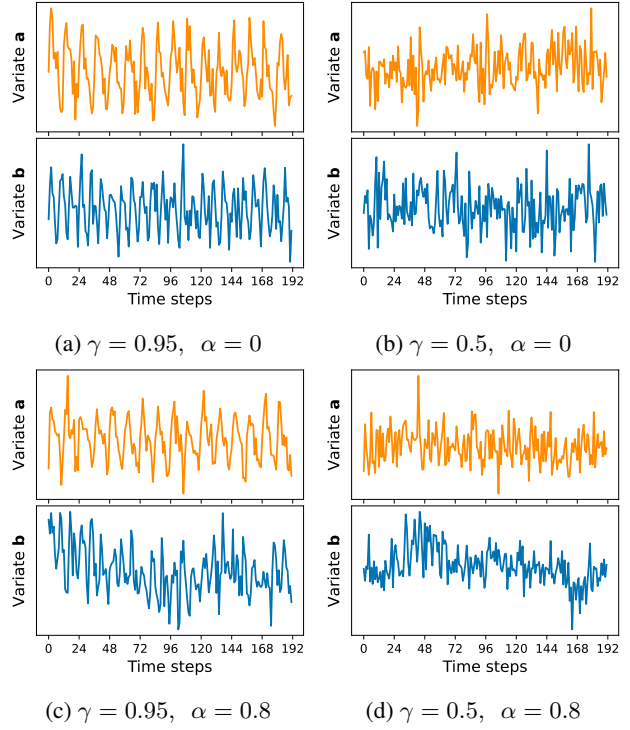 Variate a
Variate b
0 24 48 72 96 120 144 168 192
Time steps
(a) γ = 0.95, α = 0
Variate a
Variate b
0 24 48 72 96 120 144 168 192
Time steps
(b) γ = 0.5, α = 0
Variate a
Variate b
0 24 48 72 96 120 144 168 192
Time steps
(c) γ = 0.95, α = 0.8
Variate a
Variate b
0 24 48 72 96 120 144 168 192
Time steps
(d) γ = 0.5, α = 0.8